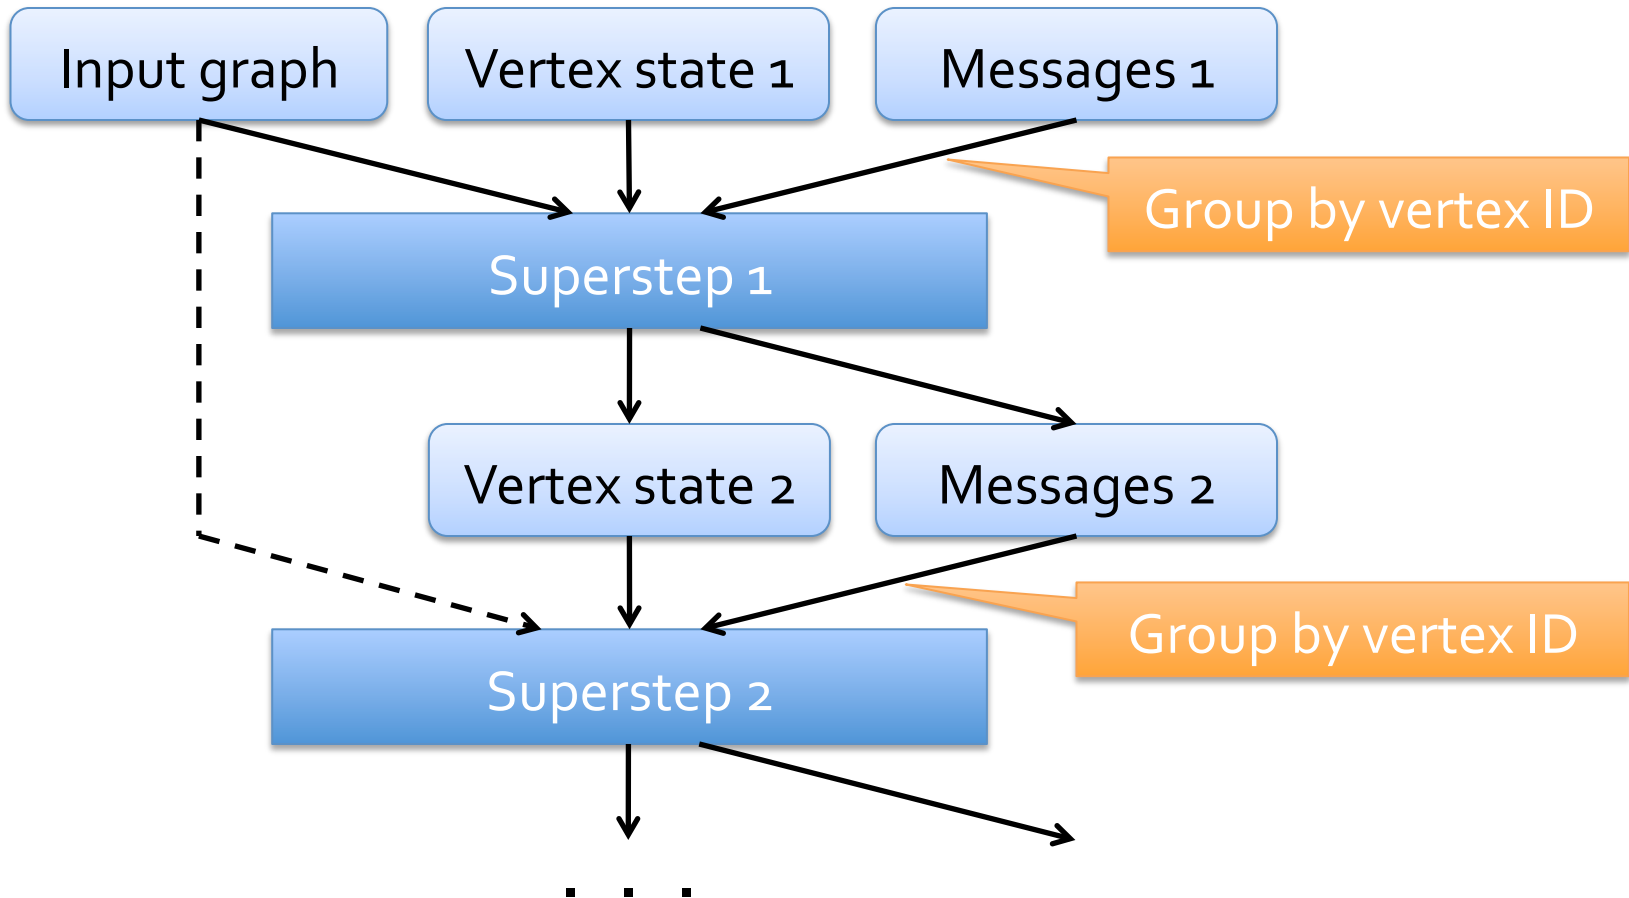 Input graph
Vertex state 1
Messages 1
Group by vertex ID
Superstep 1
Vertex state 2
Messages 2
Group by vertex ID
Superstep 2
. . .